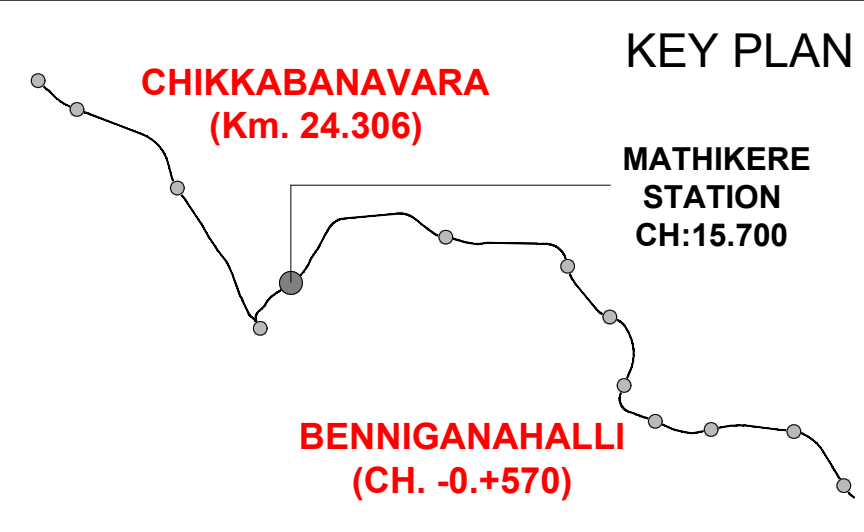 KEY PLAN
CHIKKABANAVARA
(Km. 24.306)
MATHIKERE
STATION
CH:15.700
BENNIGANAHALLI
(CH. -0.+570)